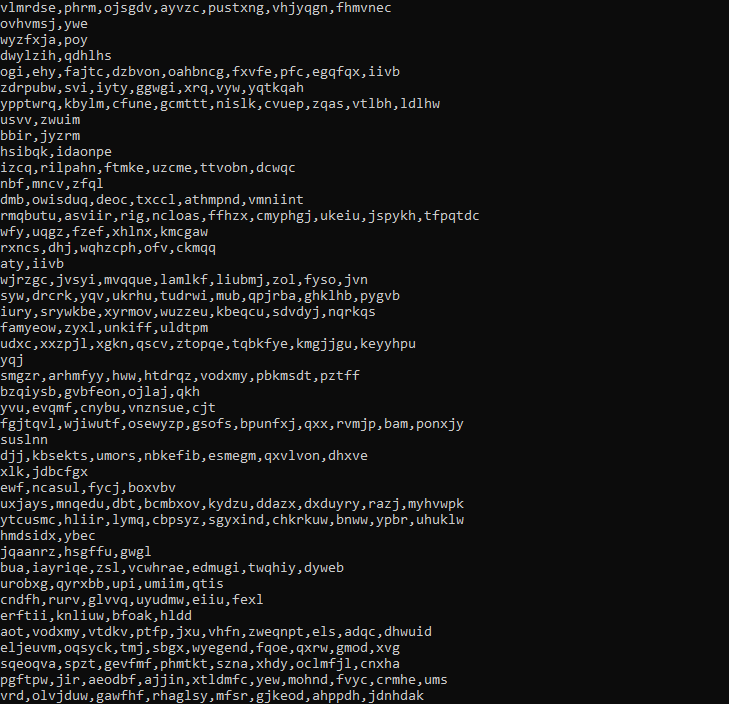 vlmrdse,phrm,ojsgdv,ayvzc,pustxng,vhjyqgn,fhmvnec
ovhvmsj,ywe
wyzfxja,poy
dwylzih,qdhlhs
ogi,ehy,fajtc,dzbvon,oahbncg,fxvfe,pfc,egqfqx,iivb
zdrpubw,svi,iyty,ggwgi,xrq,vyw,yqtkqah
ypptwrq,kbylm,cfune,gcmttt,nislk,cvuep,zqas,vtlbh,ldlhw
usvv,zwuim
bbir,jyzrm
hsibqk,idaonpe
izcq,rilpahn,ftmke,uzcme,ttvobn,dcwqc
nbf,mncv,zfql
dmb,owisduq,deoc,txccl,athmpnd,vmniint
rmqbutu,asviir,rig,ncloas,ffhzx,cmyphgj,ukeiu,jspykh,tfpqtdc
wfy,uqgz,fzef,xhlnx,kmcgaw
rxncs,dhj,wqhzcph,ofv,ckmqq
aty,iivb
wjrzgc,jvsyi,mvqque,lamlkf,liubmj,zol,fyso,jvn
syw,drcrk,yqv,ukrhu,tudrwi,mub,qpjrba,ghklhb,pygvb
iury,srywkbe,xyrmov,wuzzeu,kbeqcu,sdvdyj,nqrkqs
famyeow,zyxl,unkiff,uldtpm
udxc,xxzpjl,xgkn,qscv,ztopqe,tqbkfye,kmgjjgu,keyyhpu
yqj
smgzr,arhmfyy,hww,htdrqz,vodxmy,pbkmsdt,pztff
bzqiysb,gvbfeon,ojlaj,qkh
yvu,evqmf,cnybu,vnznsue,cjt
fgjtqvl,wjiwutf,osewyzp,gsofs,bpunfxj,qxx,rvmjp,bam,ponxjy
suslnn
djj,kbsekts,umors,nbkefib,esmegm,qxvlvon,dhxve
xlk,jdbcfgx
ewf,ncasul,fycj,boxvbv
uxjays,mnqedu,dbt,bcmbxov,kydzu,ddazx,dxduyry,razj,myhvwpk
ytcusmc,hliir,lymq,cbpsyz,sgyxind,chkrkuw,bnww,ypbr,uhuklw
hmdsidx,ybec
jqaanrz,hsgffu,gwgl
bua,iayriqe,zsl,vcwhrae,edmugi,twqhiy,dyweb
urobxg,qyrxbb,upi,umiim,qtis
cndfh,rurv,glvvq,uyudmw,eiiu,fexl
erftii,knliuw,bfoak,hldd
aot,vodxmy,vtdkv,ptfp,jxu,vhfn,zweqnpt,els,adqc,dhwuid
eljeuvm,oqsyck,tmj,sbgx,wyegend,fqoe,qxrw,gmod,xvg
sqeoqva,spzt,gevfmf,phmtkt,szna,xhdy,oclmfjl,cnxha
pgftpw,jir,aeodbf,ajjin,xtldmfc,yew,mohnd,fvyc,crmhe,ums
vrd,olvjduw,gawfhf,rhaglsy,mfsr,gjkeod,ahppdh,jdnhdak